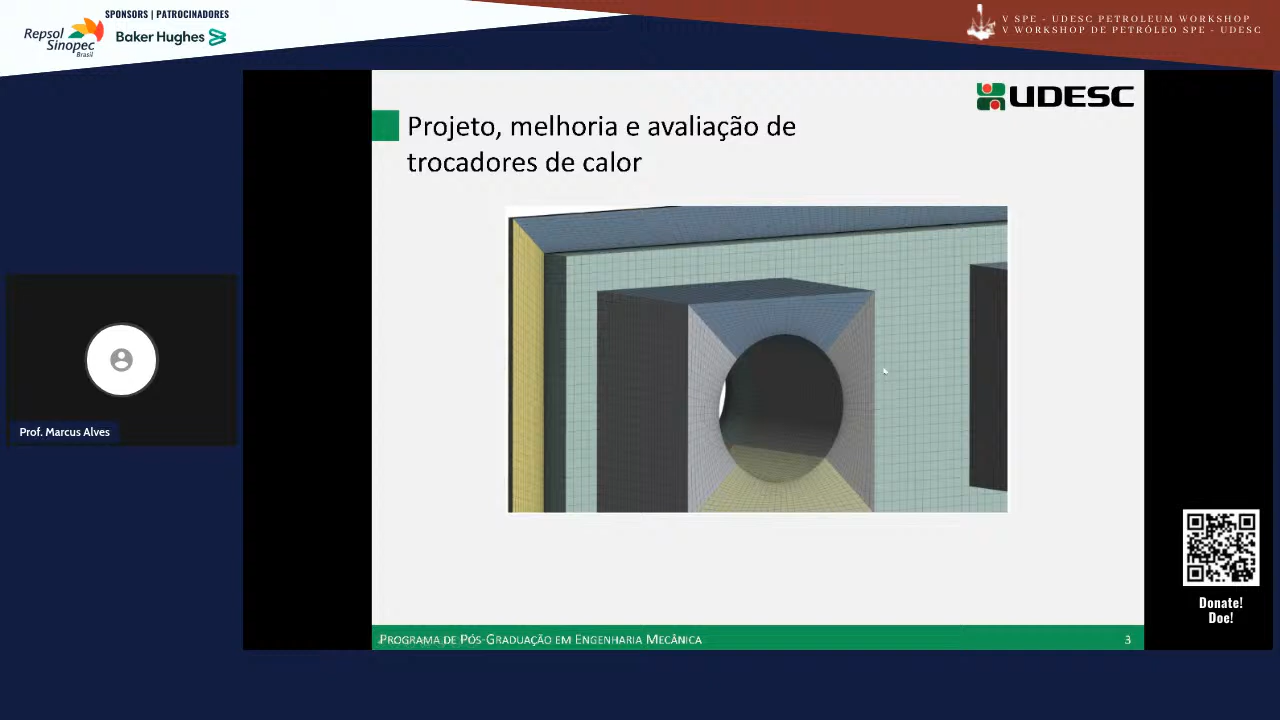 SPONSORS | PATROCINADORES
Repsol
Sinopec
Brasil
Baker Hughes
V SPE - UDESC PETROLEUM WORKSHOP
V WORKSHOP DE PETRÓLEO SPE - UDESC
UDESC
Projeto, melhoria e avaliação de
trocadores de calor
Prof. Marcus Alves
Donate!
Doe!
PROGRAMA DE PÓS-GRADUAÇÃO EM ENGENHARIA MECÂNICA
3